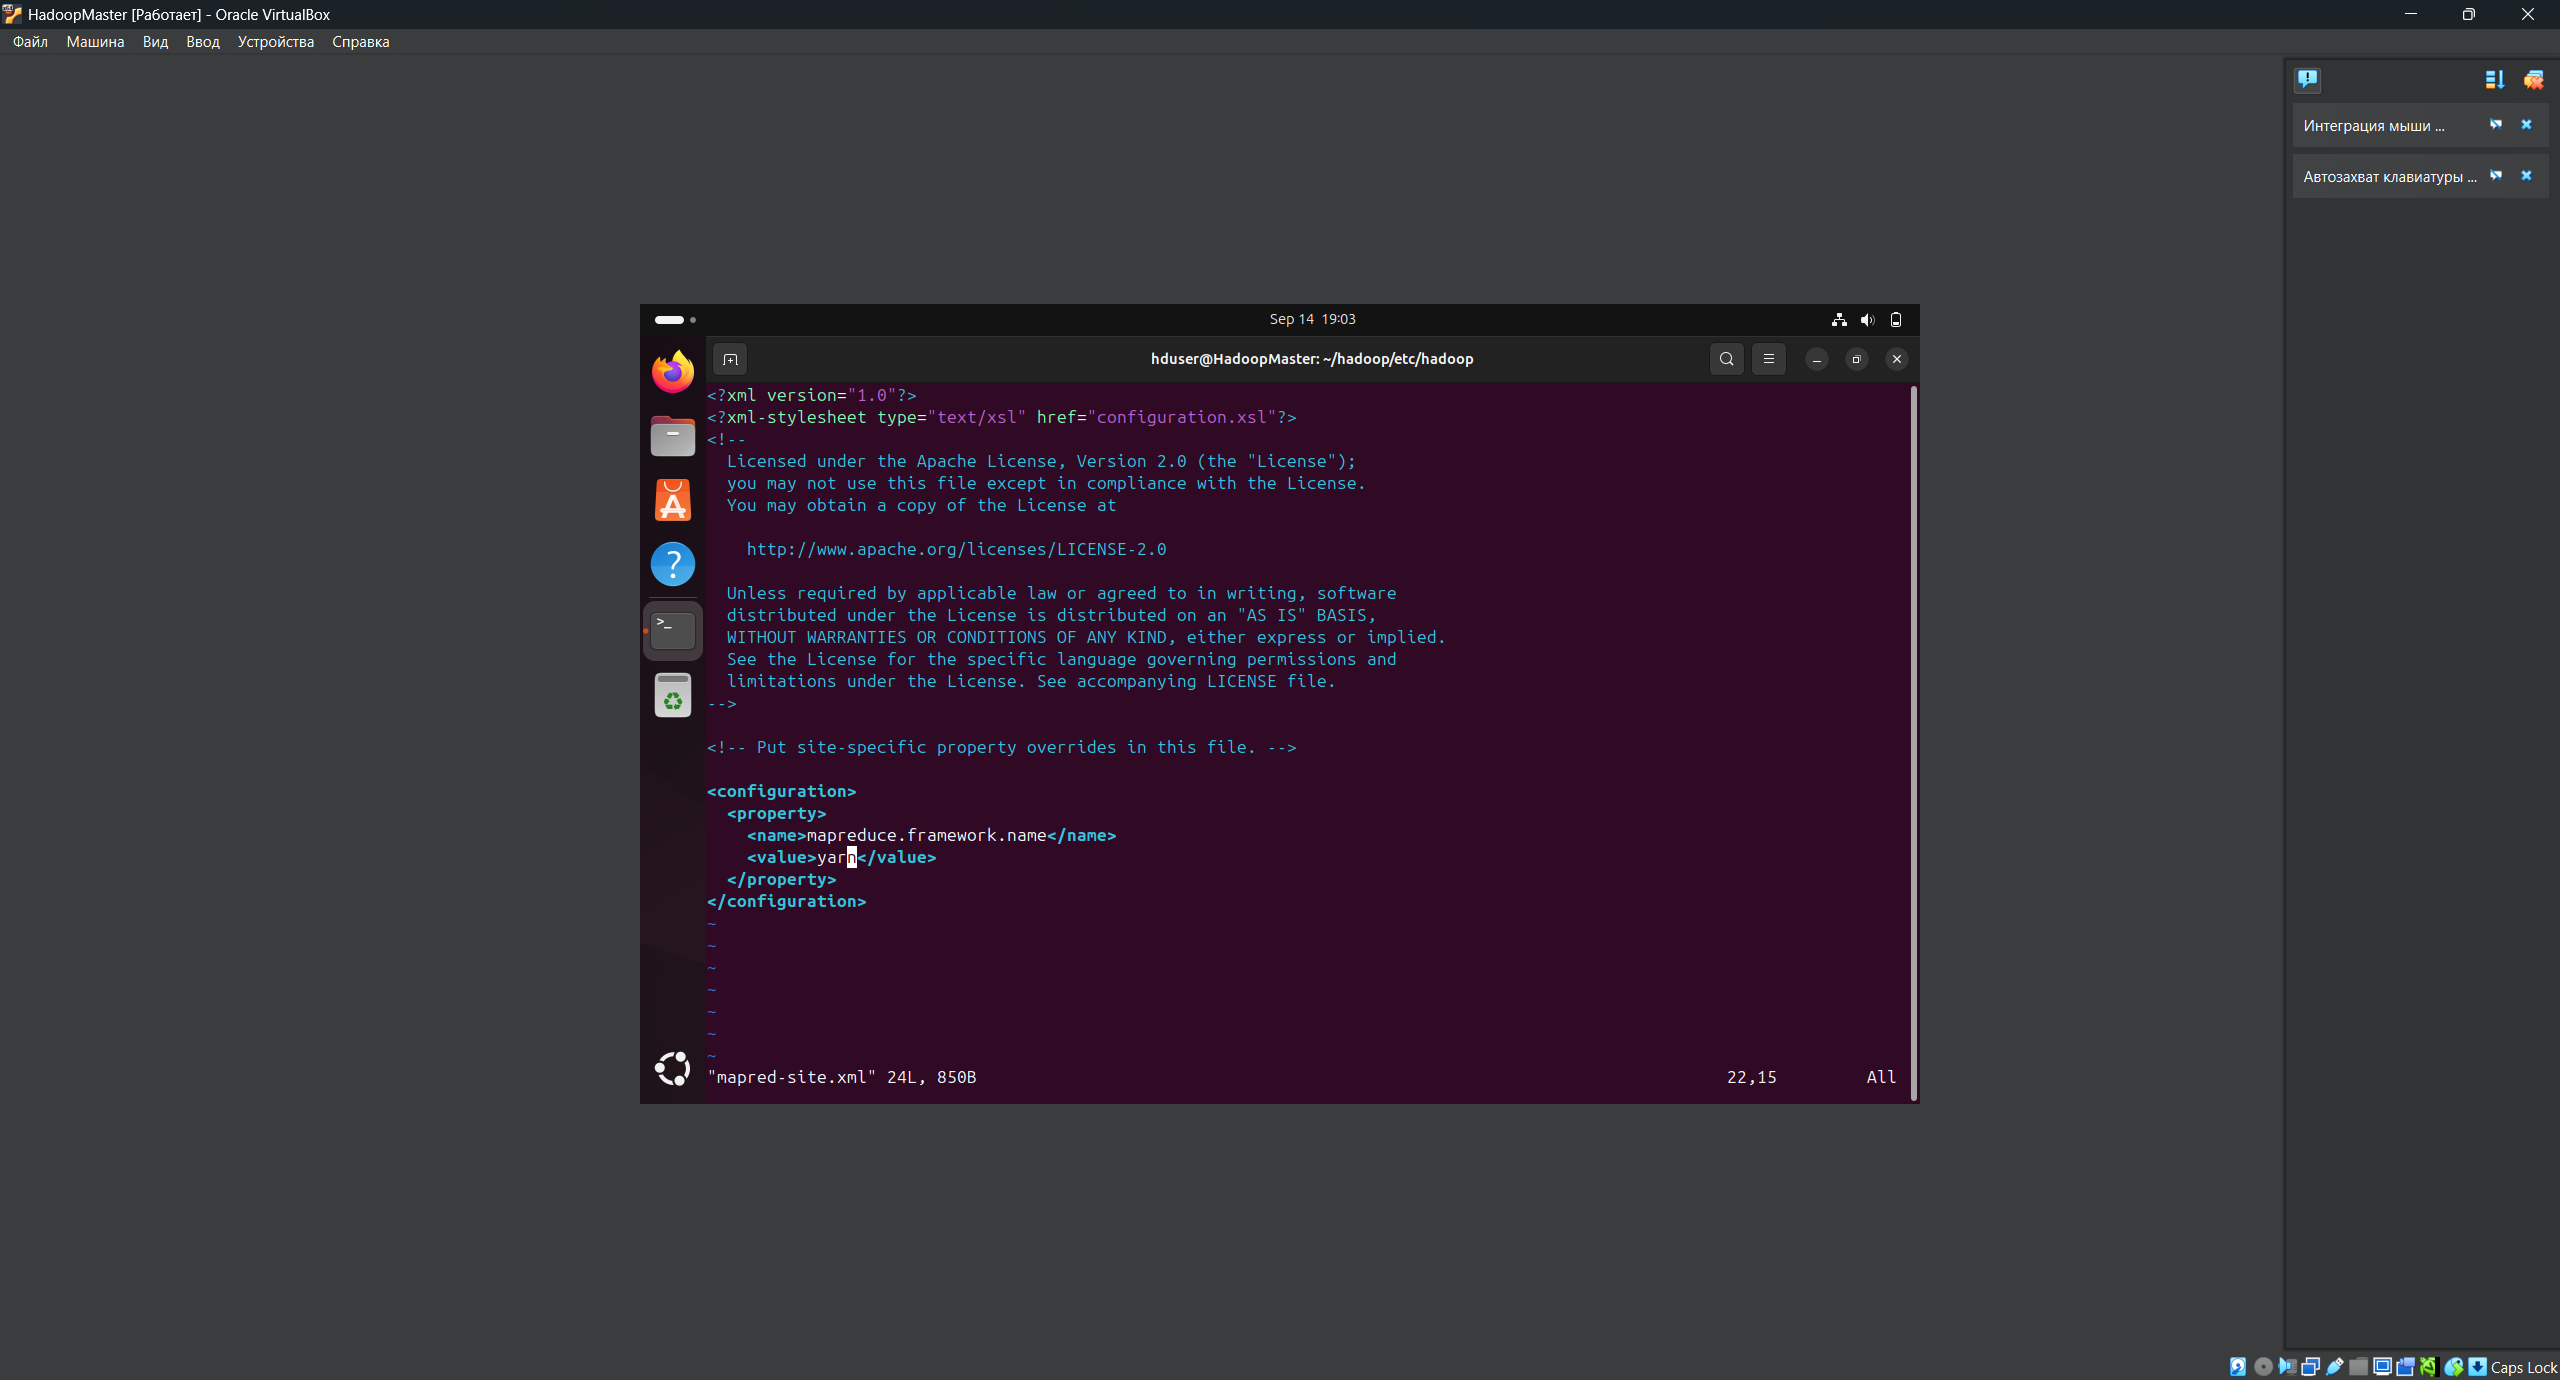 HadoopMaster [Работает] - Oracle VirtualBox
Файл Машина Вид Ввод Устройства Справка
Интеграция мыши ...
Автозахват клавиатуры ...
Sep 14 19:03
hduser@HadoopMaster: ~/hadoop/etc/hadoop
<?xml version="1.0"?>
<?xml-stylesheet type="text/xsl" href="configuration.xsl"?>
<!--
Licensed under the Apache License, Version 2.0 (the "License");
you may not use this file except in compliance with the License.
You may obtain a copy of the License at
http://www.apache.org/licenses/LICENSE-2.0
Unless required by applicable law or agreed to in writing, software
distributed under the License is distributed on an "AS IS" BASIS,
WITHOUT WARRANTIES OR CONDITIONS OF ANY KIND, either express or implied.
See the License for the specific language governing permissions and
limitations under the License. See accompanying LICENSE file.
-->
<!-- Put site-specific property overrides in this file. -->
<configuration>
<property>
<name>mapreduce.framework.name</name>
<value>yarn</value>
</property>
</configuration>
~
~
~
~
~
~
~
"mapred-site.xml" 24L, 850B 22,15 All
Caps Lock